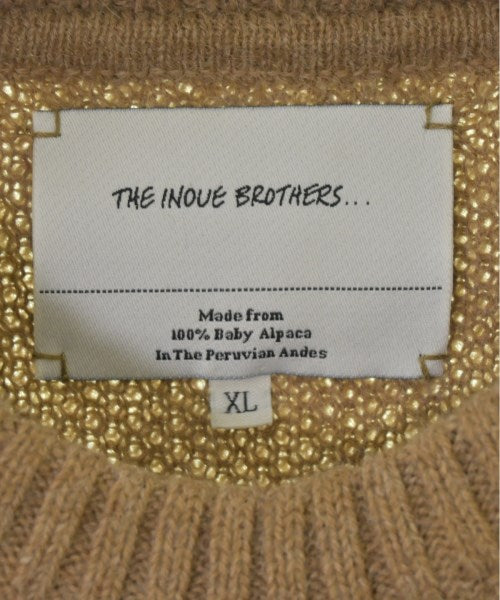 THE INOUE BROTHERS...
Made from
100% Baby Alpaca
In The Peruvian Andes
XL